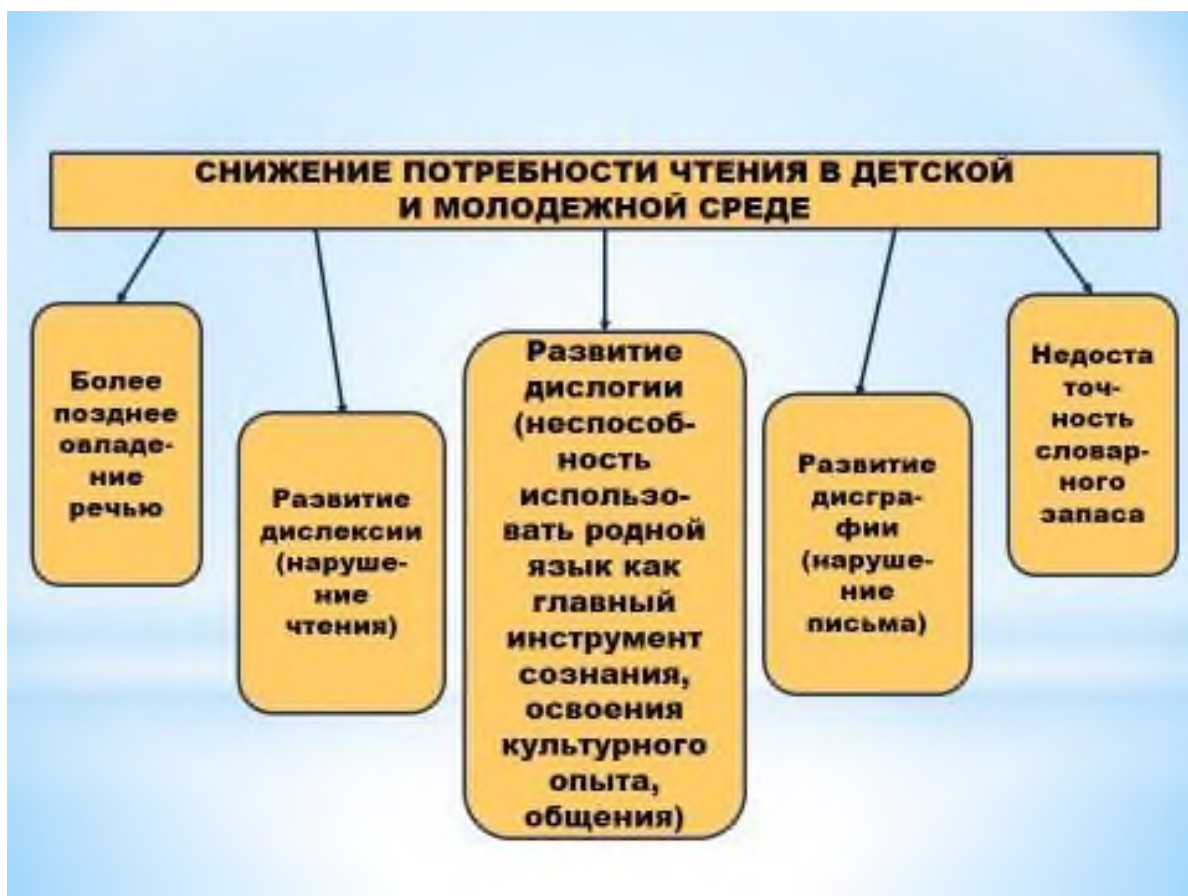 СНИЖЕНИЕ ПОТРЕБНОСТИ ЧТЕНИЯ В ДЕТСКОЙ
И МОЛОДЕЖНОЙ СРЕДЕ
Более
позднее
овладе-
ние
речью
Развитие
дислексии
(наруше-
ние
чтения)
Развитие
дислогии
(неспособ-
ность
использо-
вать родной
язык как
главный
инструмент
сознания,
освоения
культурного
опыта,
общения)
Развитие
дисгра-
фии
(наруше-
ние
письма)
Недоста
точ-
ность
словар-
ного
запаса